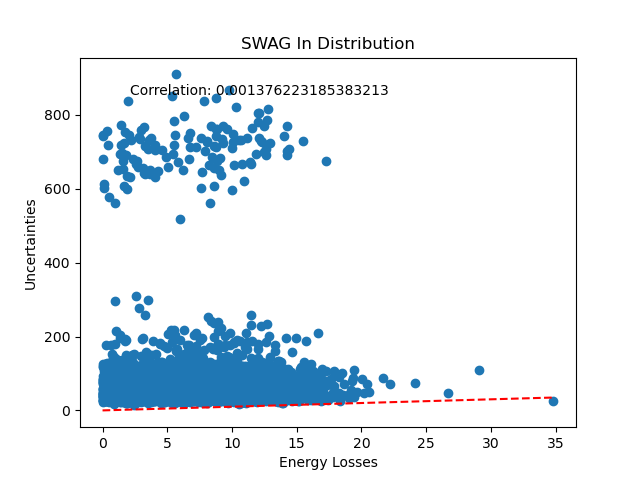 SWAG In Distribution
Correlation: 0.0001376223185383213
800
600
400
200
0
Uncertainties
0 5 10 15 20 25 30 35
Energy Losses